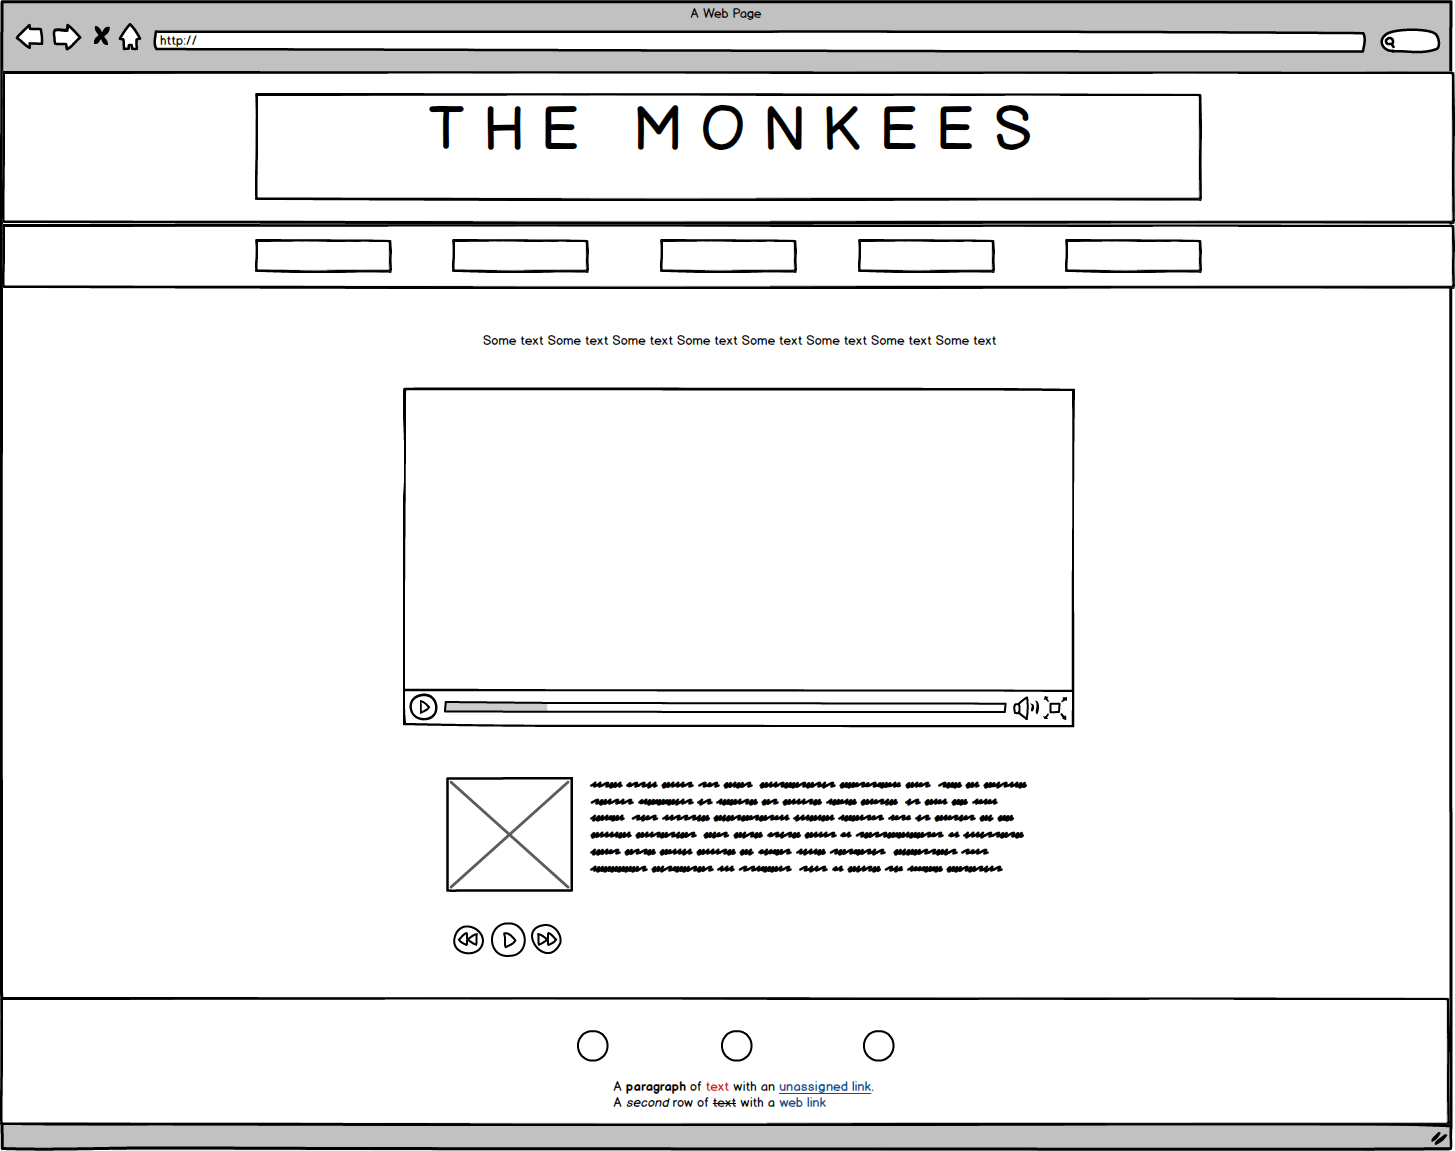 A Web Page
http://
THE MONKEES
Some text Some text Some text Some text Some text Some text Some text Some text
A paragraph of text with an unassigned link.
A second row of text with a web link